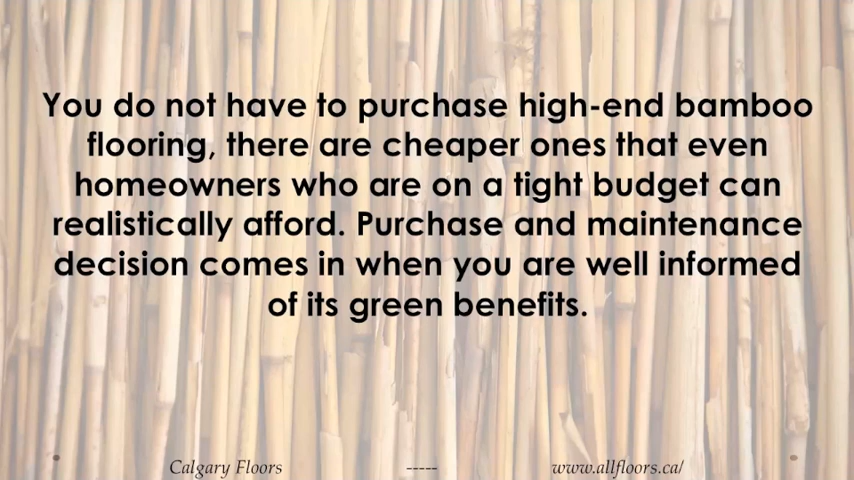 You do not have to purchase high-end bamboo
flooring, there are cheaper ones that even
homeowners who are on a tight budget can
realistically afford. Purchase and maintenance
decision comes in when you are well informed
of its green benefits.
Calgary Floors ----- www.allfloors.ca/